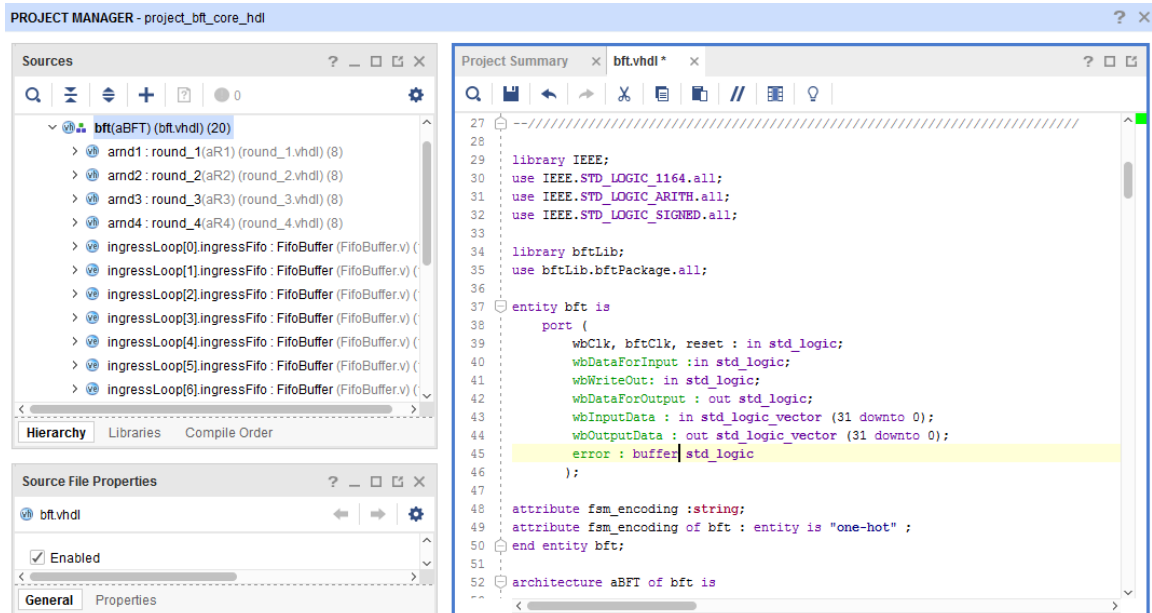 PROJECT MANAGER - project_bft_core_hdl
Sources
0
bft(aBFT) (bft.vhdl) (20)
arnd1 : round_1(aR1) (round_1.vhdl) (8)
arnd2 : round_2(aR2) (round_2.vhdl) (8)
arnd3 : round_3(aR3) (round_3.vhdl) (8)
arnd4 : round_4(aR4) (round_4.vhdl) (8)
ingressLoop[0].ingressFifo : FifoBuffer (FifoBuffer.v) (
ingressLoop[1].ingressFifo : FifoBuffer (FifoBuffer.v) (
ingressLoop[2].ingressFifo : FifoBuffer (FifoBuffer.v) (
ingressLoop[3].ingressFifo : FifoBuffer (FifoBuffer.v) (
ingressLoop[4].ingressFifo : FifoBuffer (FifoBuffer.v) (
ingressLoop[5].ingressFifo : FifoBuffer (FifoBuffer.v) (
ingressLoop[6].ingressFifo : FifoBuffer (FifoBuffer.v) (
Hierarchy Libraries Compile Order
Source File Properties
bft.vhdl
Enabled
General Properties
Project Summary × bft.vhdl * ×
27 --/////////////////////////////////////////////////////////////////////////
28
29 library IEEE;
30 use IEEE.STD_LOGIC_1164.all;
31 use IEEE.STD_LOGIC_ARITH.all;
32 use IEEE.STD_LOGIC_SIGNED.all;
33
34 library bftLib;
35 use bftLib.bftPackage.all;
36
37 entity bft is
38 port (
39 wbClk, bftClk, reset : in std_logic;
40 wbDataForInput :in std_logic;
41 wbWriteOut: in std_logic;
42 wbDataForOutput : out std_logic;
43 wbInputData : in std_logic_vector (31 downto 0);
44 wbOutputData : out std_logic_vector (31 downto 0);
45 error : buffer std_logic
46 );
47
48 attribute fsm_encoding :string;
49 attribute fsm_encoding of bft : entity is "one-hot" ;
50 end entity bft;
51
52 architecture aBFT of bft is